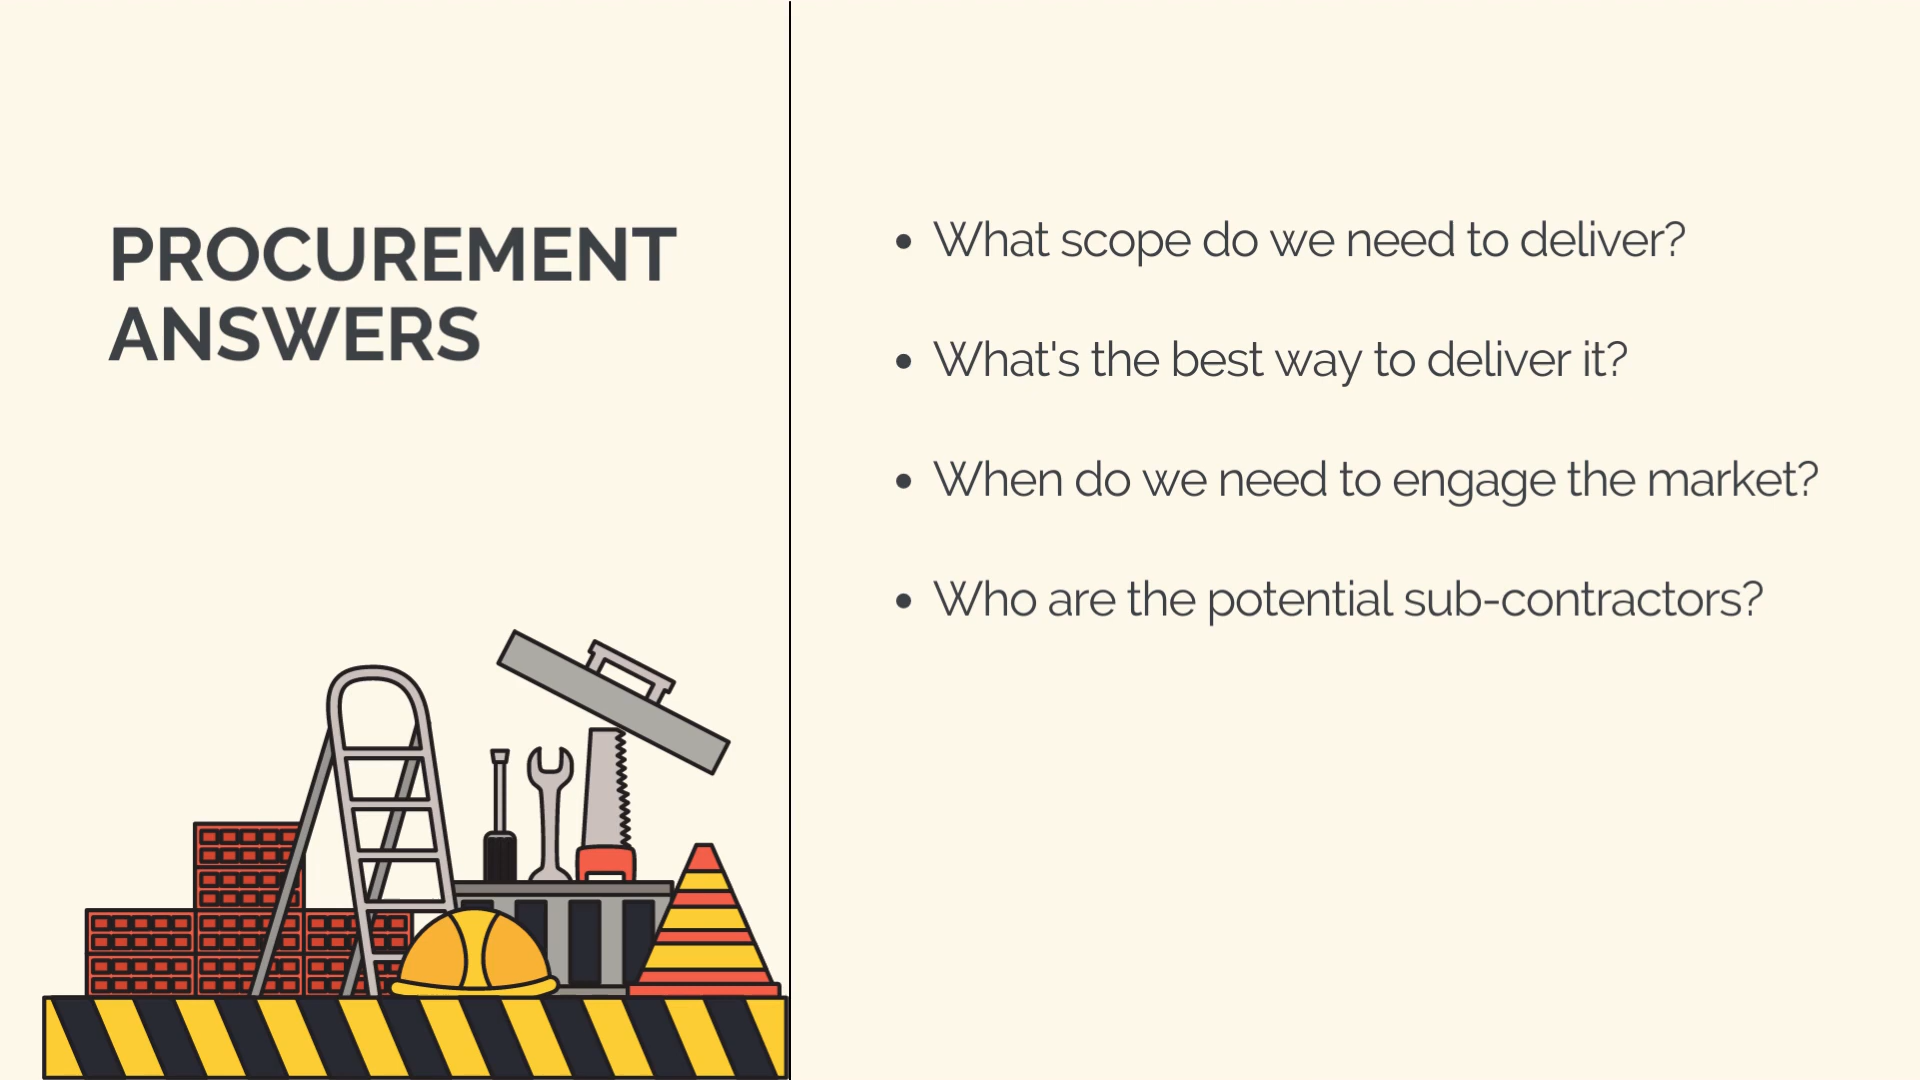 PROCUREMENT
ANSWERS
• What scope do we need to deliver?
• What's the best way to deliver it?
• When do we need to engage the market?
• Who are the potential sub-contractors?